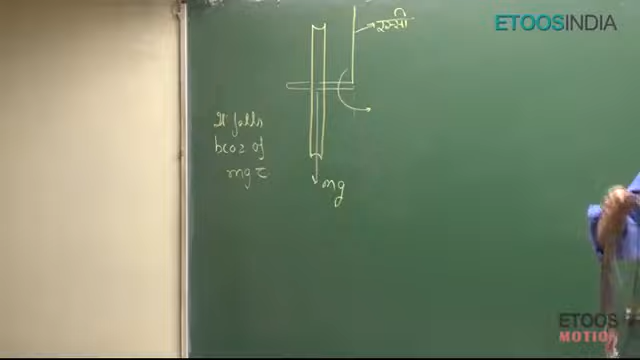 ETOOSINDIA
रस्सी
It falls
bcoz of
mg τ
mg
ETOOS
MOTION